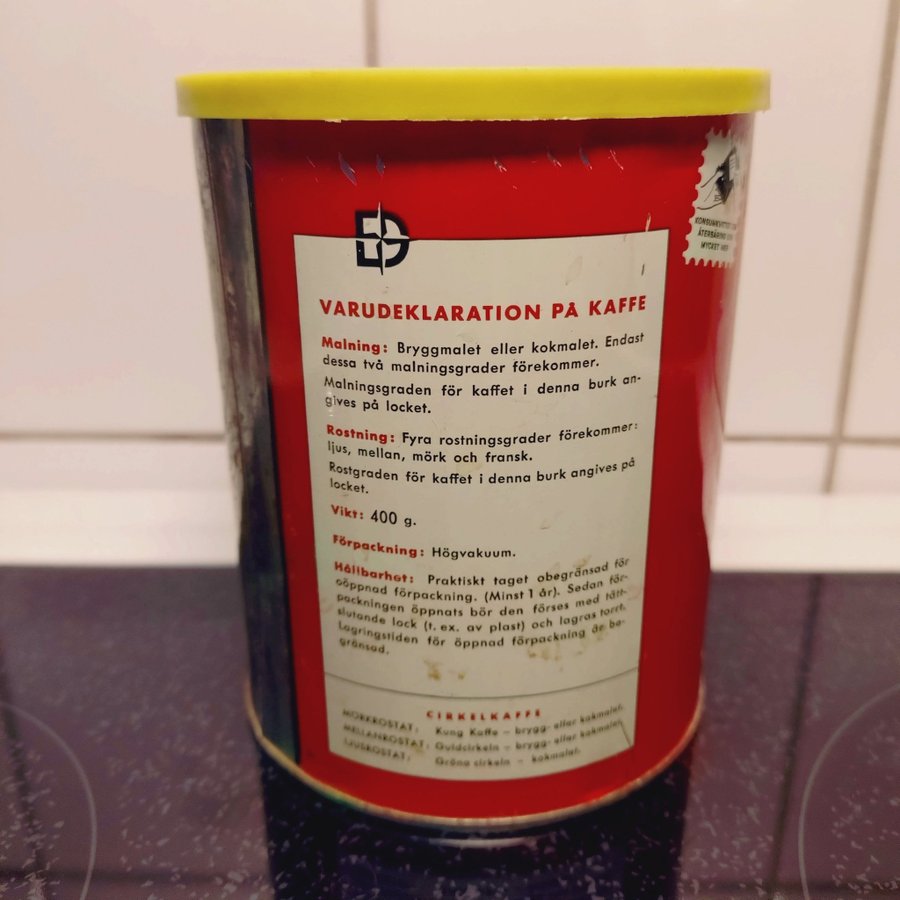 D
KONSUMKVITTOT
ÅTERBÄRING
MYCKET MER
VARUDEKLARATION PÅ KAFFE
Malning: Bryggmalet eller kokmalet. Endast
dessa två malningsgrader förekommer.
Malningsgraden för kaffet i denna burk an-
gives på locket.
Rostning: Fyra rostningsgrader förekommer:
ljus, mellan, mörk och fransk.
Rostgraden för kaffet i denna burk angives på
locket.
Vikt: 400 g.
Förpackning: Högvakuum.
Hållbarhet: Praktiskt taget obegränsad för
oöppnad förpackning. (Minst 1 år). Sedan för-
packningen öppnats bör den förses med tätt-
slutande lock (t. ex. av plast) och lagras torrt.
Lagringstiden för öppnad förpackning är be-
gränsad.
CIRKELKAFFE
MÖRKROSTAT: Kung Kaffe – brygg- eller kokmalet.
MELLANROSTAT: Guldcirkeln – brygg- eller kokmalet.
LJUSROSTAT: Gröna cirkeln – kokmalet.